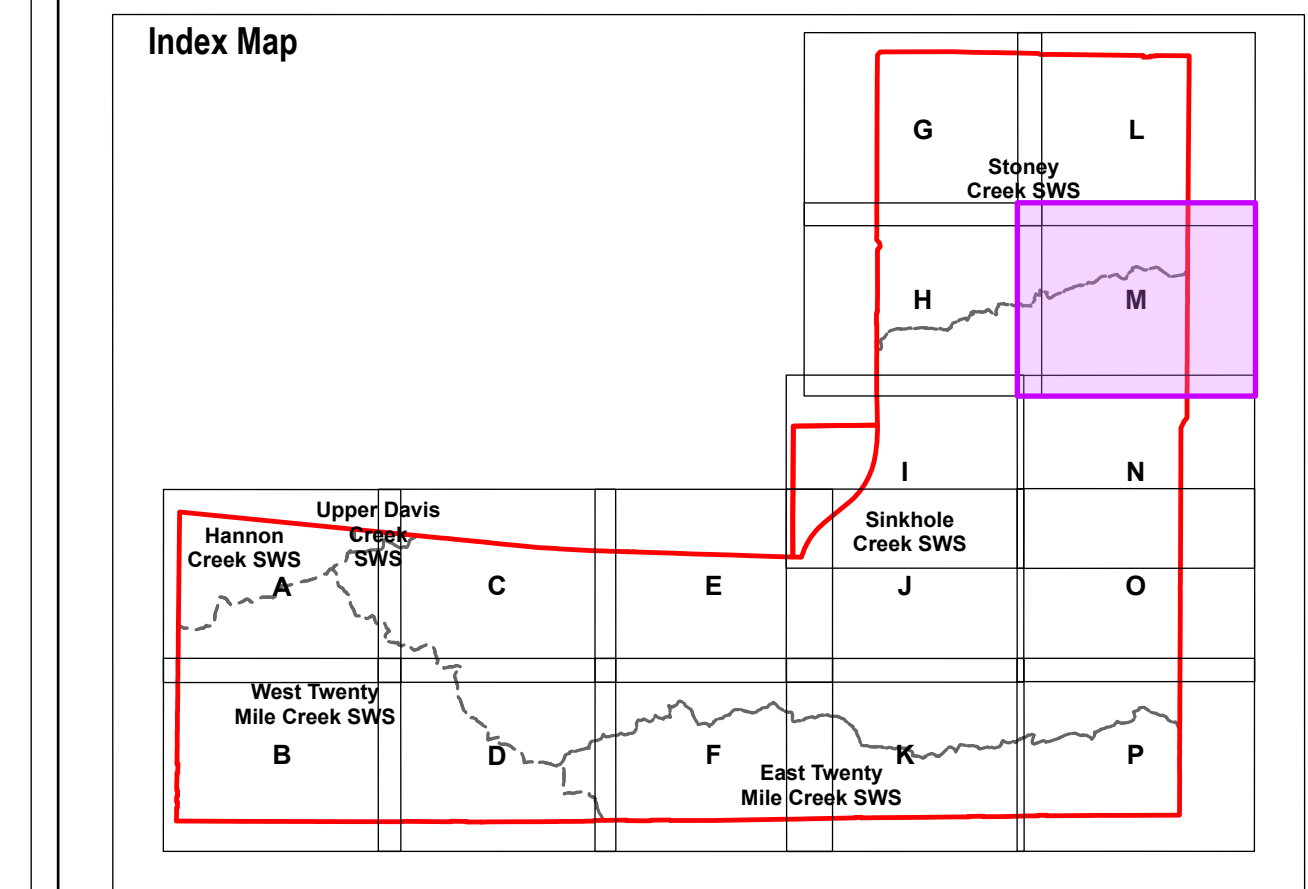 Index Map
G
L
Stoney
Creek SWS
H
M
I
N
Sinkhole
Creek SWS
Upper Davis
Creek
SWS
Hannon
Creek SWS
A
C
E
J
O
West Twenty
Mile Creek SWS
B
D
F
K
P
East Twenty
Mile Creek SWS